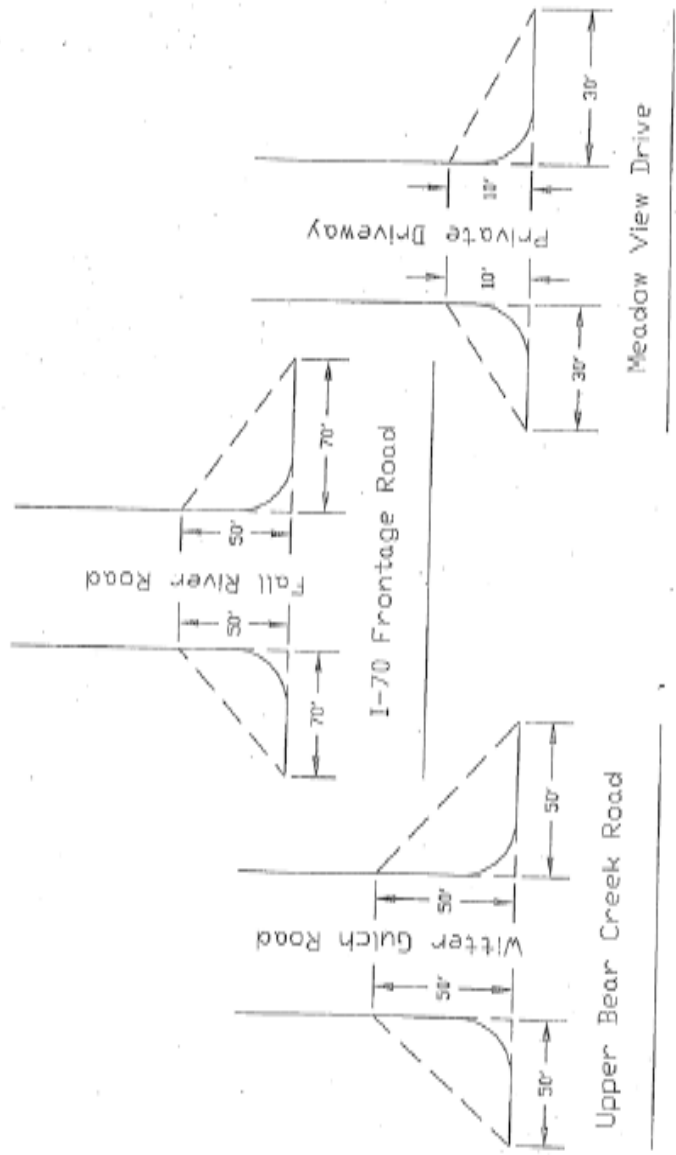 Fall River
Road
50'
50'
70'
70'
I-70 Frontage Road
Private Driveway
10'
10'
30'
30'
Meadow View Drive
Witter Gulch Road
50'
50'
50'
50'
Upper Bear Creek Road